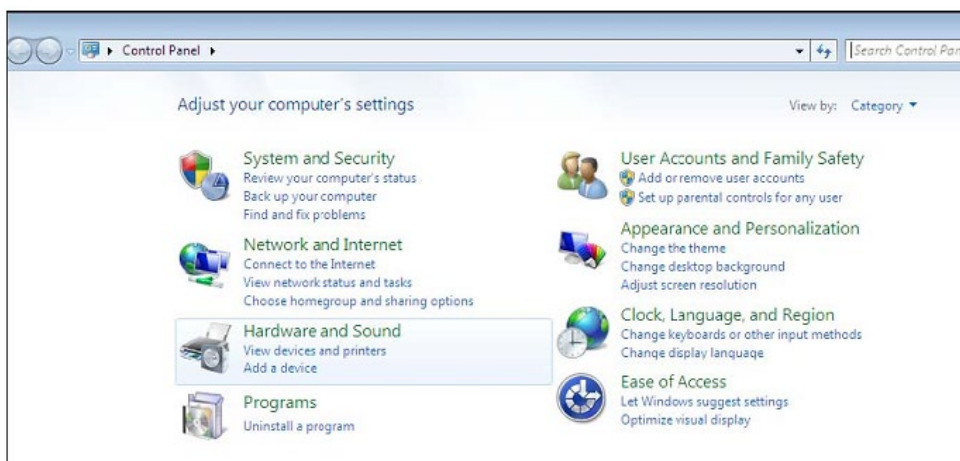 Control Panel
Search Control Pan
Adjust your computer's settings
View by: Category
System and Security
Review your computer's status
Back up your computer
Find and fix problems
Network and Internet
Connect to the Internet
View network status and tasks
Choose homegroup and sharing options
Hardware and Sound
View devices and printers
Add a device
Programs
Uninstall a program
User Accounts and Family Safety
Add or remove user accounts
Set up parental controls for any user
Appearance and Personalization
Change the theme
Change desktop background
Adjust screen resolution
Clock, Language, and Region
Change keyboards or other input methods
Change display language
Ease of Access
Let Windows suggest settings
Optimize visual display